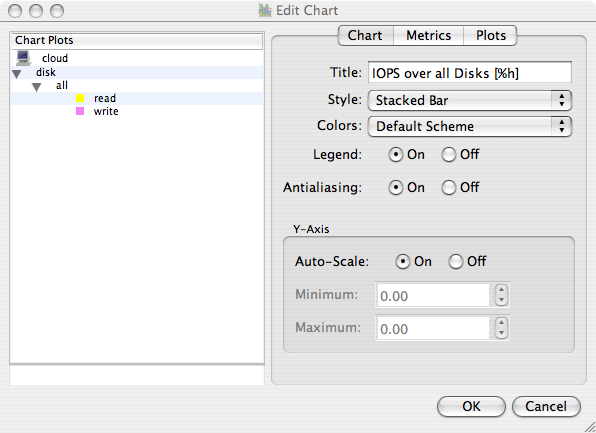 Edit Chart
Chart Plots
cloud
disk
all
read
write
Chart Metrics Plots
Title: IOPS over all Disks [%h]
Style: Stacked Bar
Colors: Default Scheme
Legend: On Off
Antialiasing: On Off
Y-Axis
Auto-Scale: On Off
Minimum: 0.00
Maximum: 0.00
OK Cancel